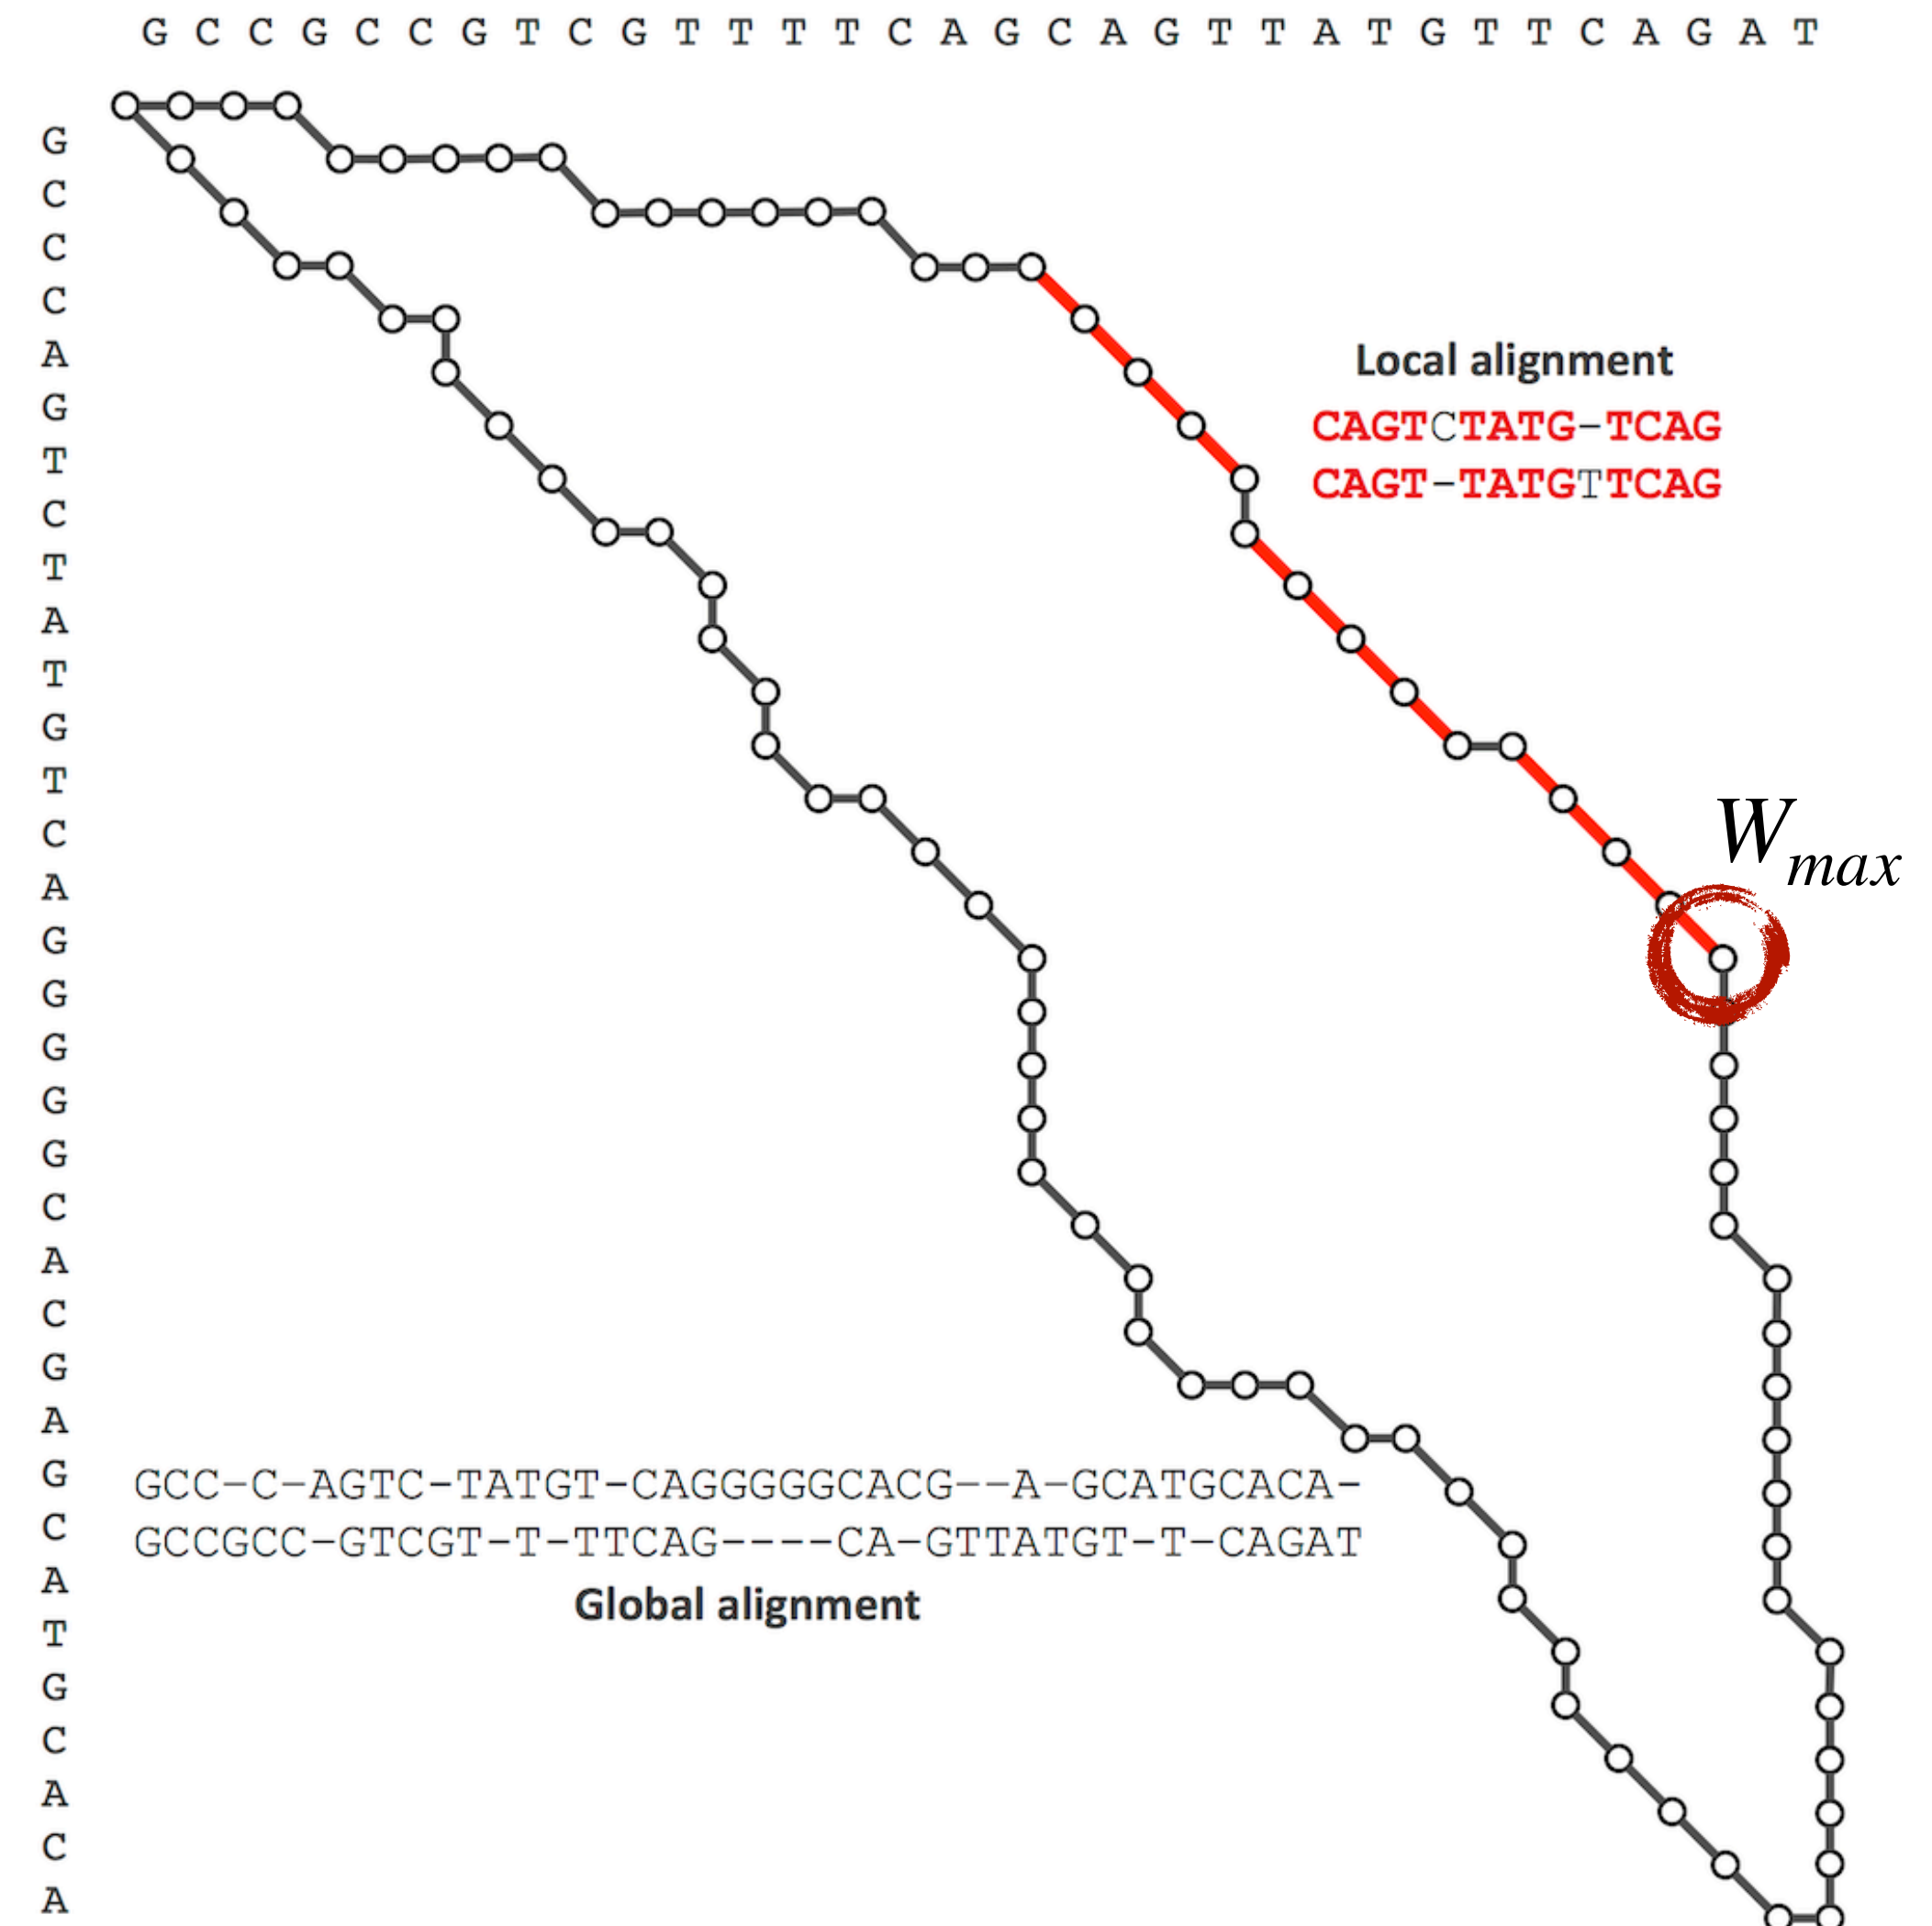 G C C G C C G T C G T T T T C A G C A G T T A T G T T C A G A T
G
C
C
C
A
G
T
C
T
A
T
G
T
C
A
G
G
G
G
G
C
A
C
G
A
G
C
A
T
G
C
A
C
A
Local alignment
CAGTCTATG-TCAG
CAGT-TATGTTCAG
Wmax
GCC-C-AGTC-TATGT-CAGGGGGCACG--A-GCATGCACA-
GCCGCC-GTCGT-T-TTCAG----CA-GTTATGT-T-CAGAT
Global alignment